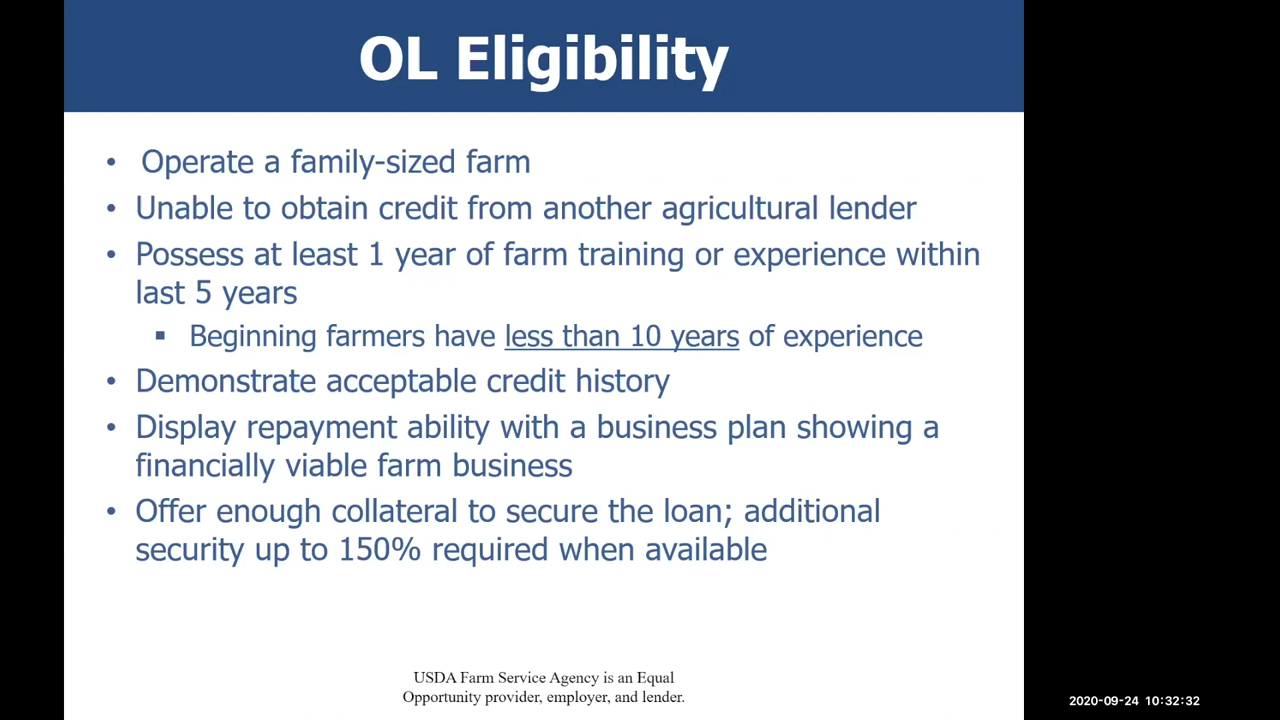 OL Eligibility
• Operate a family-sized farm
• Unable to obtain credit from another agricultural lender
• Possess at least 1 year of farm training or experience within
last 5 years
▪ Beginning farmers have less than 10 years of experience
• Demonstrate acceptable credit history
• Display repayment ability with a business plan showing a
financially viable farm business
• Offer enough collateral to secure the loan; additional
security up to 150% required when available
USDA Farm Service Agency is an Equal
Opportunity provider, employer, and lender.
2020-09-24 10:32:32